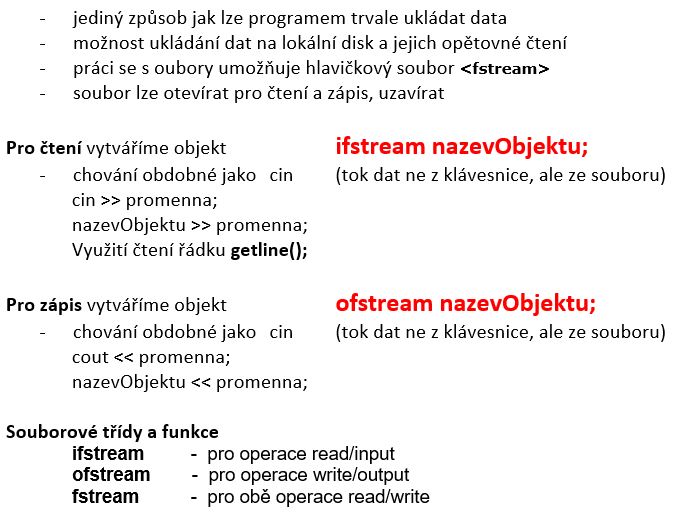 - jediný způsob jak lze programem trvale ukládat data
- možnost ukládání dat na lokální disk a jejich opětovné čtení
- práci se s oubory umožňuje hlavičkový soubor <fstream>
- soubor lze otevírat pro čtení a zápis, uzavírat
Pro čtení vytváříme objekt ifstream nazevObjektu;
- chování obdobné jako cin (tok dat ne z klávesnice, ale ze souboru)
cin >> promenna;
nazevObjektu >> promenna;
Využití čtení řádku getline();
Pro zápis vytváříme objekt ofstream nazevObjektu;
- chování obdobné jako cin (tok dat ne z klávesnice, ale ze souboru)
cout << promenna;
nazevObjektu << promenna;
Souborové třídy a funkce
ifstream - pro operace read/input
ofstream - pro operace write/output
fstream - pro obě operace read/write